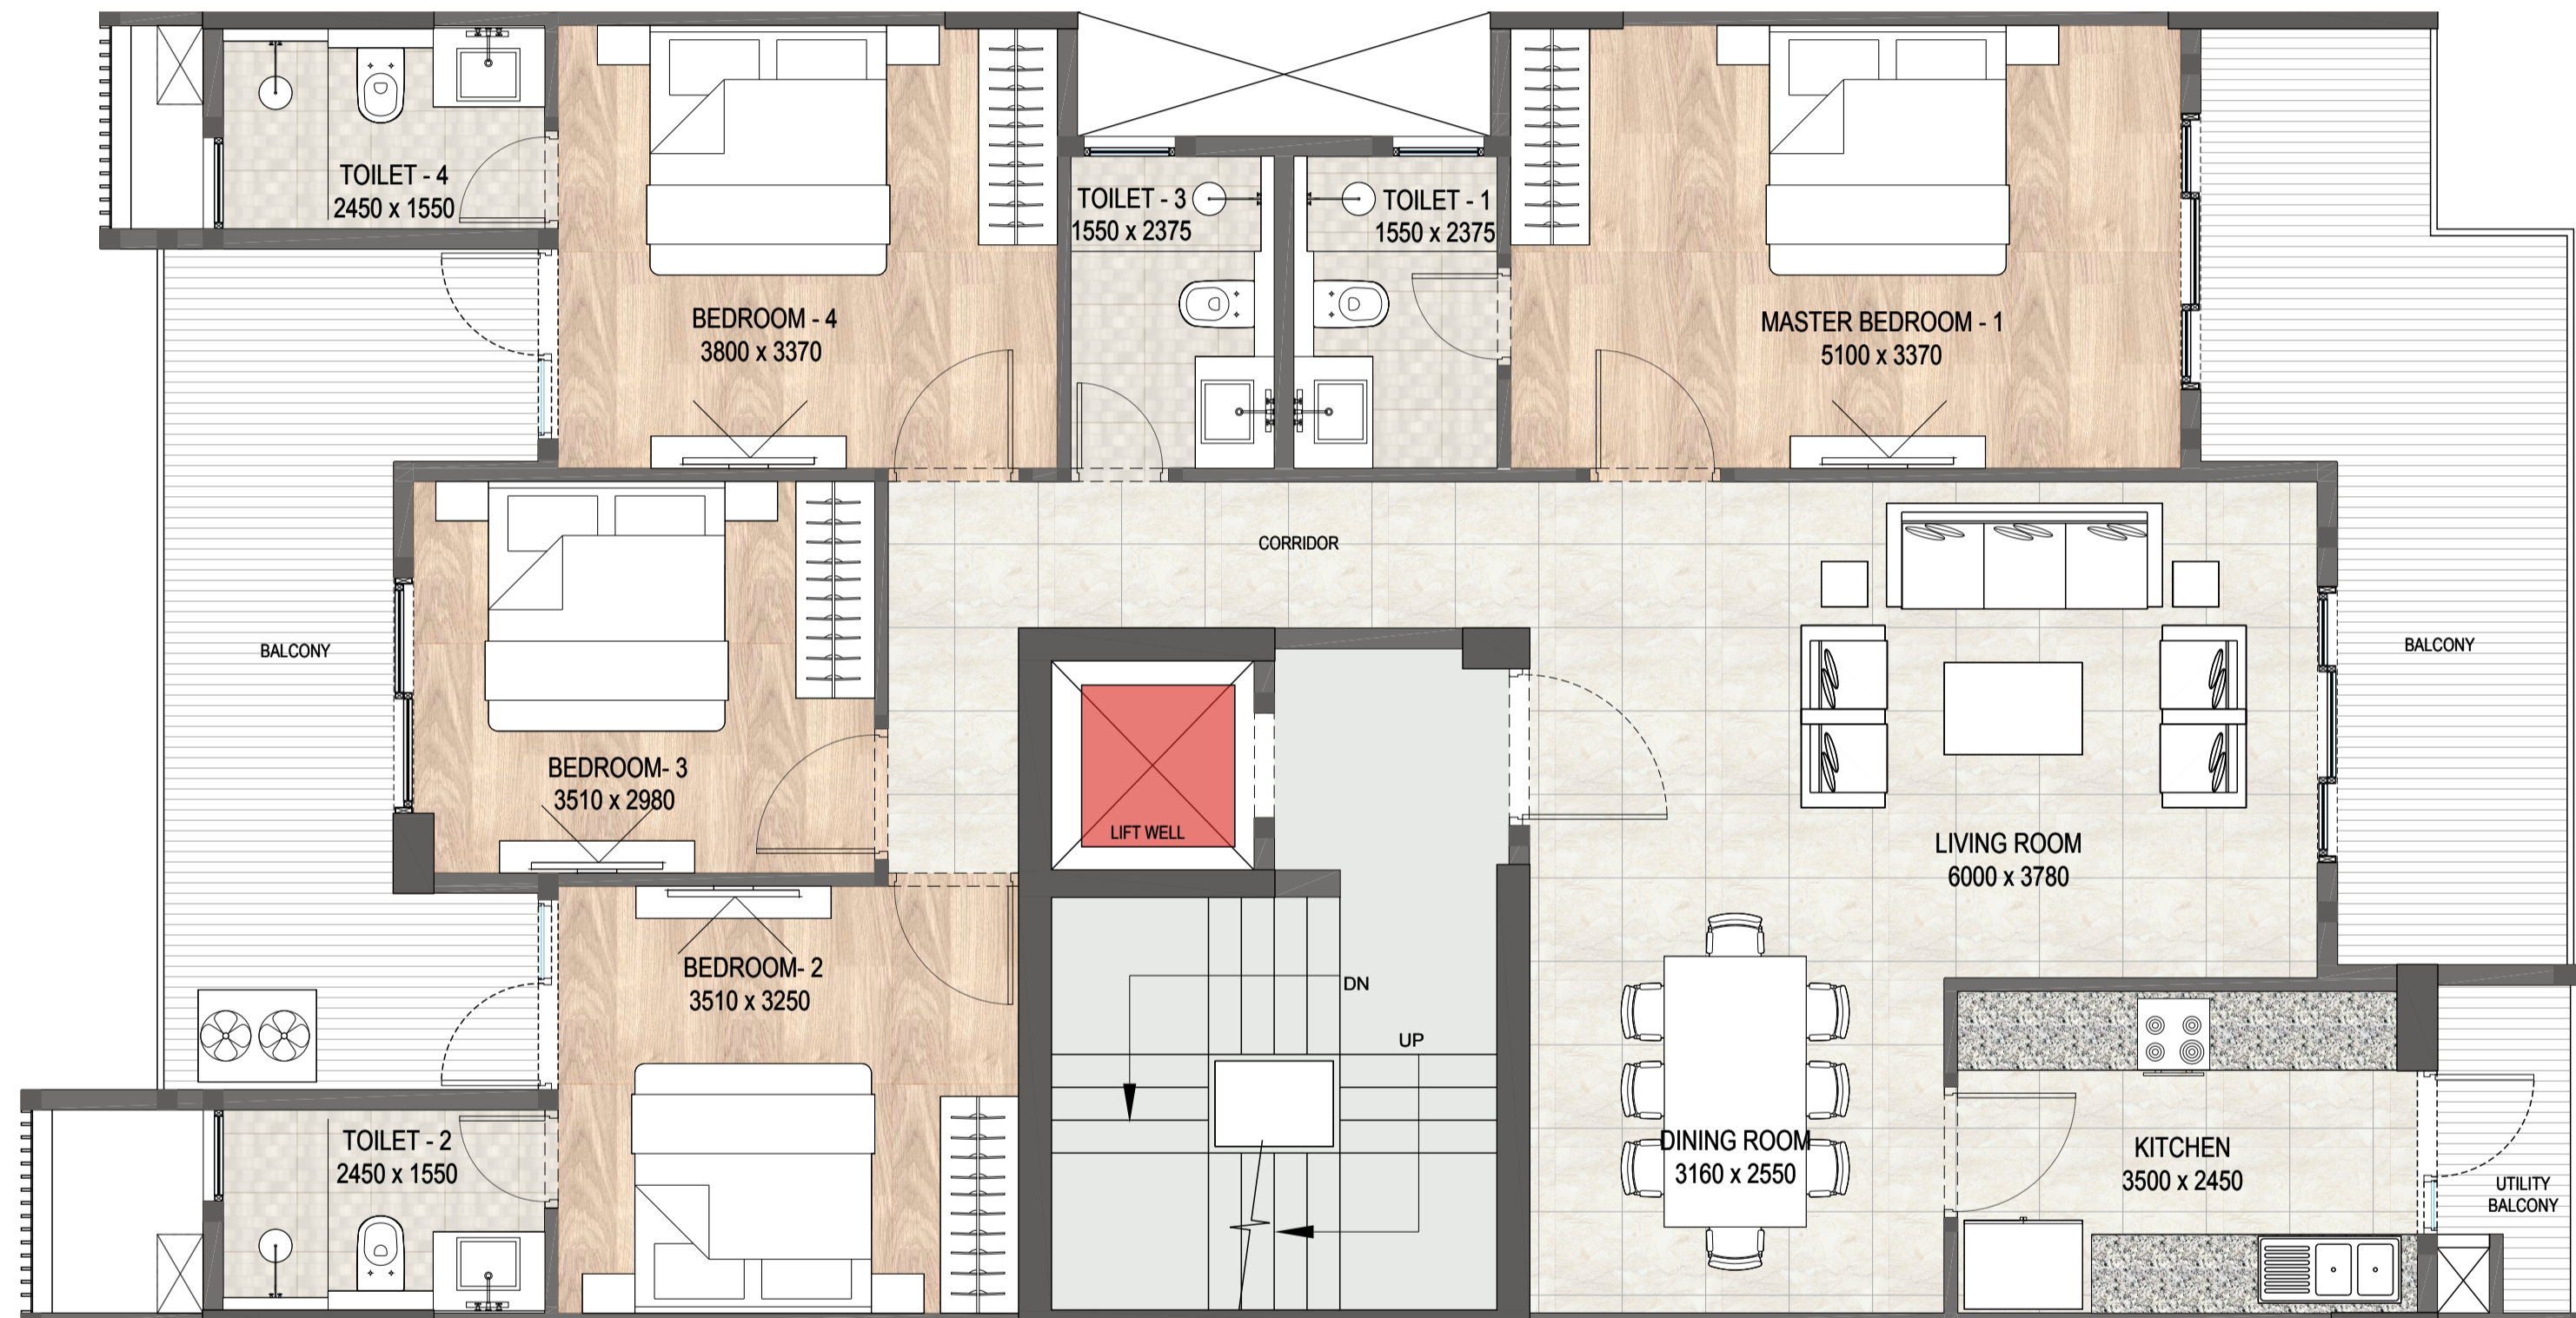 TOILET - 4
2450 x 1550
TOILET - 3
1550 x 2375
TOILET - 1
1550 x 2375
BEDROOM - 4
3800 x 3370
MASTER BEDROOM - 1
5100 x 3370
CORRIDOR
BALCONY
BALCONY
BEDROOM- 3
3510 x 2980
LIFT WELL
LIVING ROOM
6000 x 3780
BEDROOM- 2
3510 x 3250
DN
UP
TOILET - 2
2450 x 1550
DINING ROOM
3160 x 2550
KITCHEN
3500 x 2450
UTILITY
BALCONY